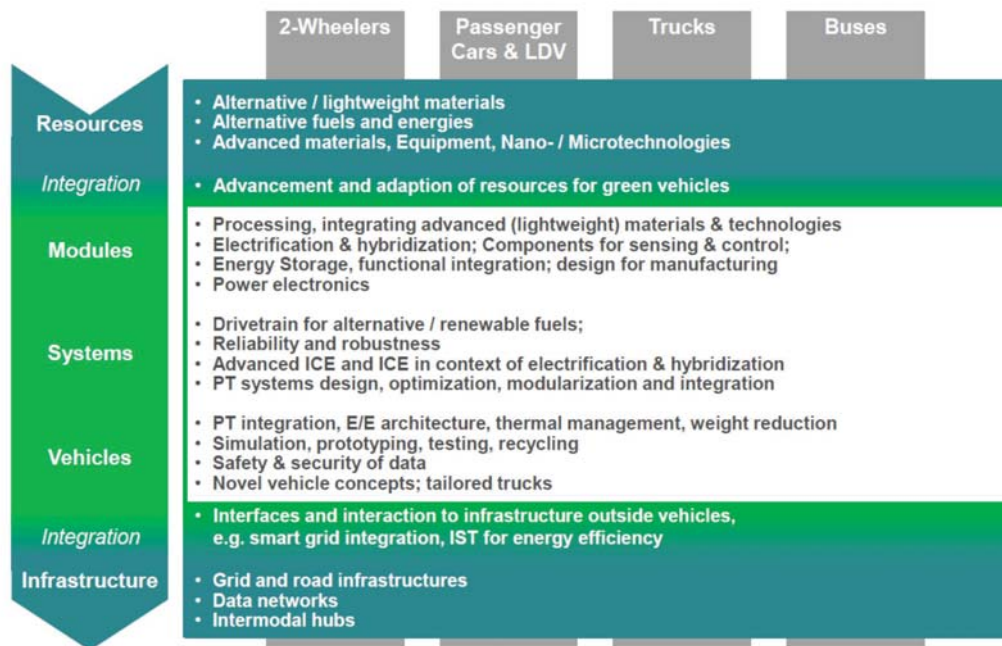 2-Wheelers
Passenger
Cars & LDV
Trucks
Buses
Resources
• Alternative / lightweight materials
• Alternative fuels and energies
• Advanced materials, Equipment, Nano- / Microtechnologies
Integration
• Advancement and adaption of resources for green vehicles
Modules
• Processing, integrating advanced (lightweight) materials & technologies
• Electrification & hybridization; Components for sensing & control;
• Energy Storage, functional integration; design for manufacturing
• Power electronics
Systems
• Drivetrain for alternative / renewable fuels;
• Reliability and robustness
• Advanced ICE and ICE in context of electrification & hybridization
• PT systems design, optimization, modularization and integration
Vehicles
• PT integration, E/E architecture, thermal management, weight reduction
• Simulation, prototyping, testing, recycling
• Safety & security of data
• Novel vehicle concepts; tailored trucks
Integration
• Interfaces and interaction to infrastructure outside vehicles,
e.g. smart grid integration, IST for energy efficiency
Infrastructure
• Grid and road infrastructures
• Data networks
• Intermodal hubs